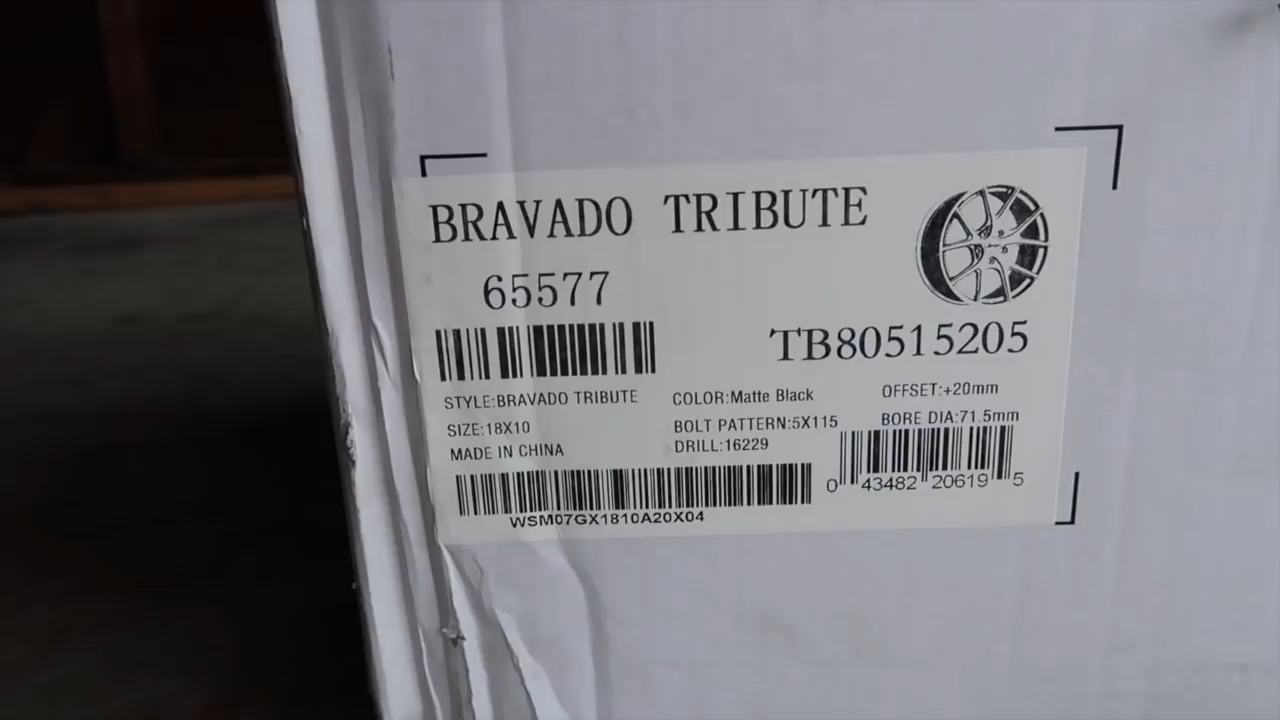 BRAVADO TRIBUTE
65577
TB80515205
STYLE:BRAVADO TRIBUTE
COLOR:Matte Black
OFFSET:+20mm
SIZE:18X10
BOLT PATTERN:5X115
BORE DIA:71.5mm
MADE IN CHINA
DRILL:16229
0 43482 20619 5
WSM07GX1810A20X04